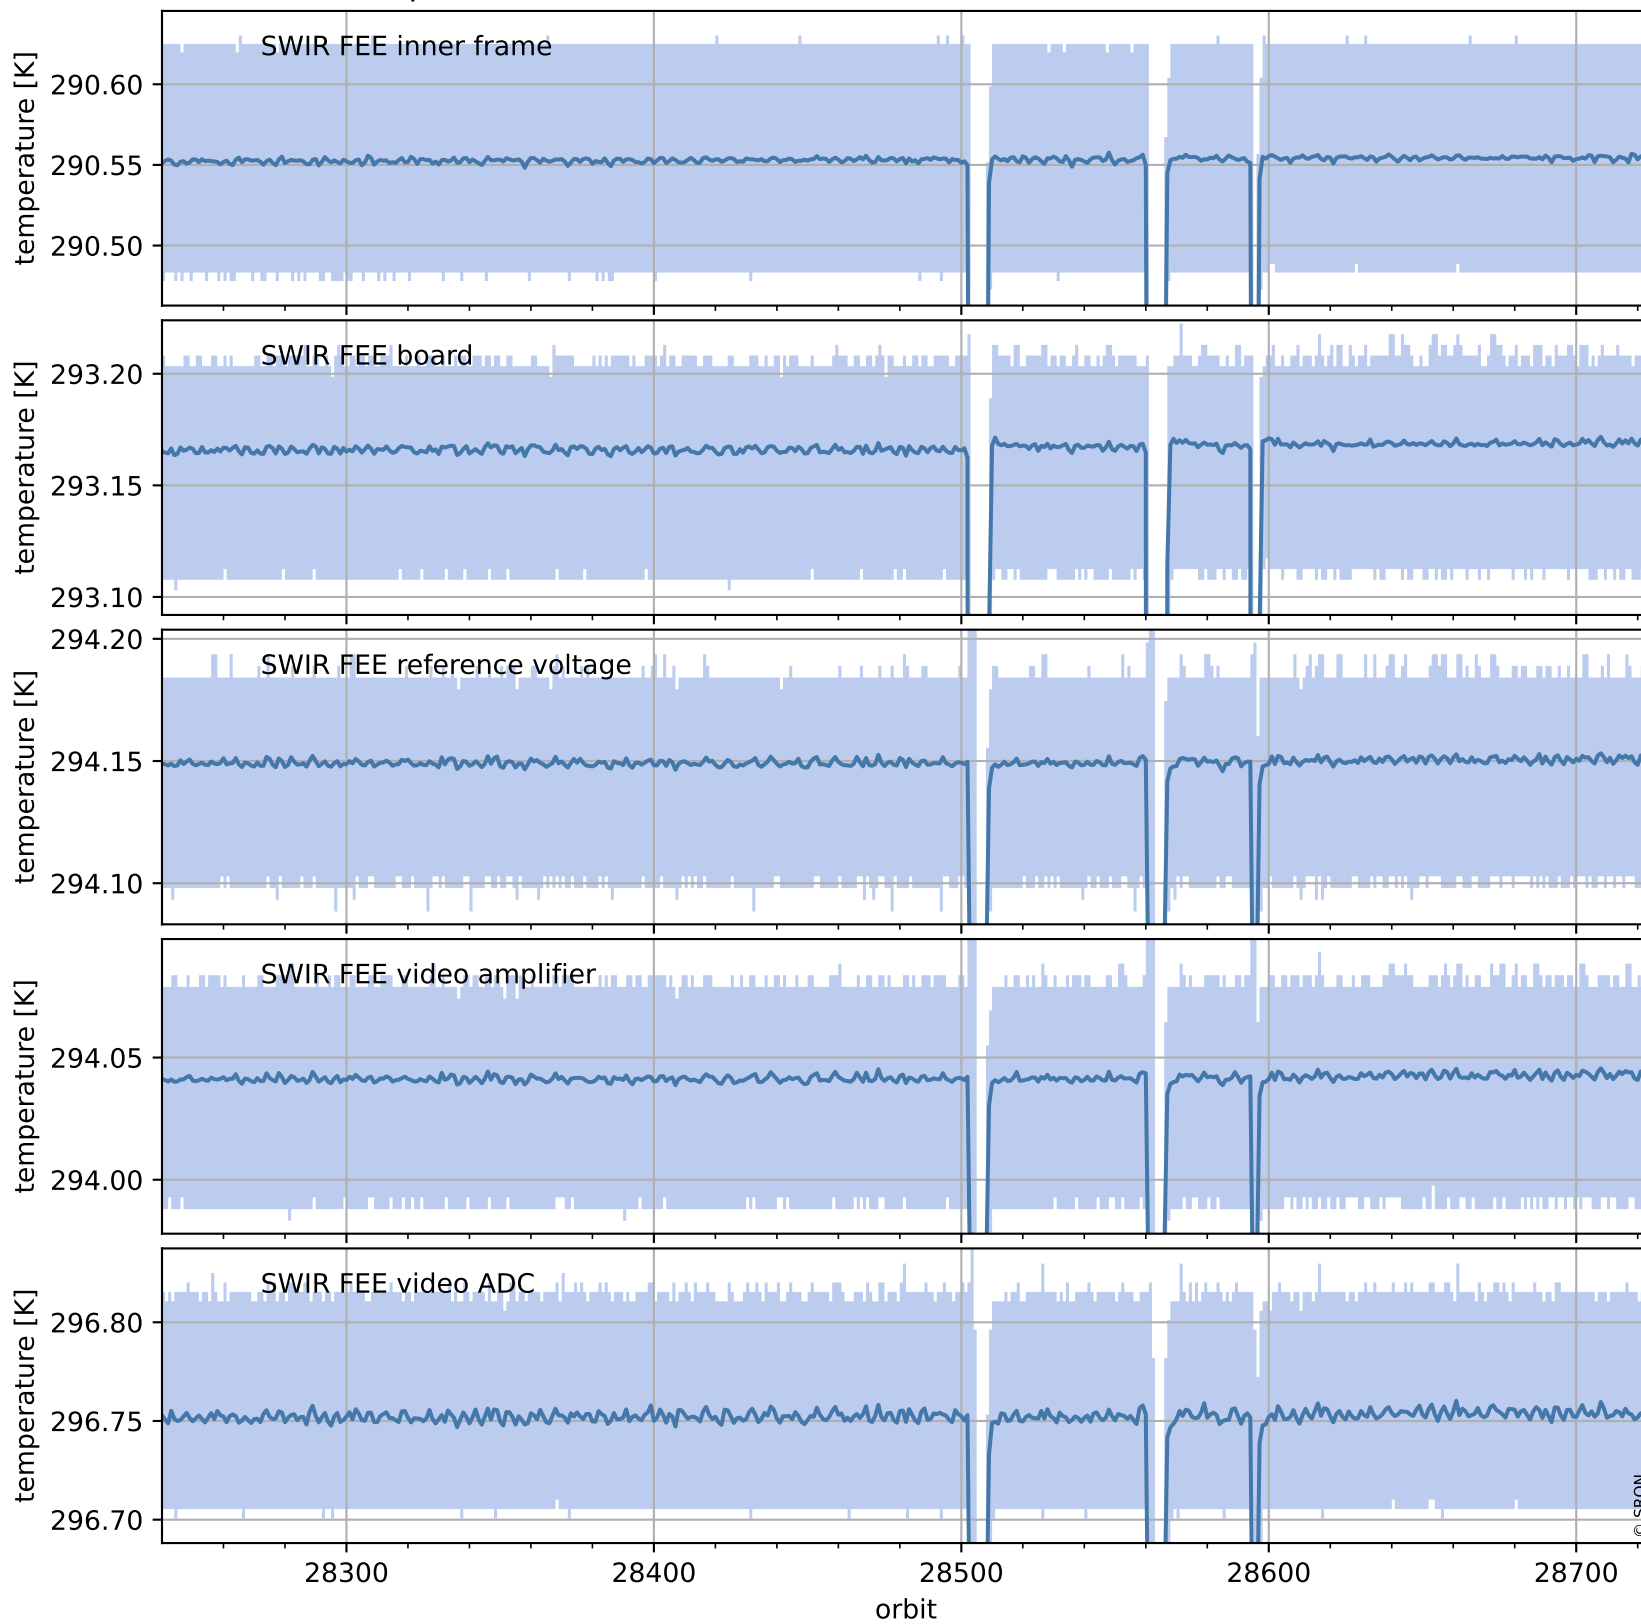 SWIR FEE inner frame
temperature [K]
290.60
290.55
290.50
SWIR FEE board
temperature [K]
293.20
293.15
293.10
SWIR FEE reference voltage
temperature [K]
294.20
294.15
294.10
SWIR FEE video amplifier
temperature [K]
294.05
294.00
SWIR FEE video ADC
temperature [K]
296.80
296.75
296.70
© SRON
28300 28400 28500 28600 28700
orbit